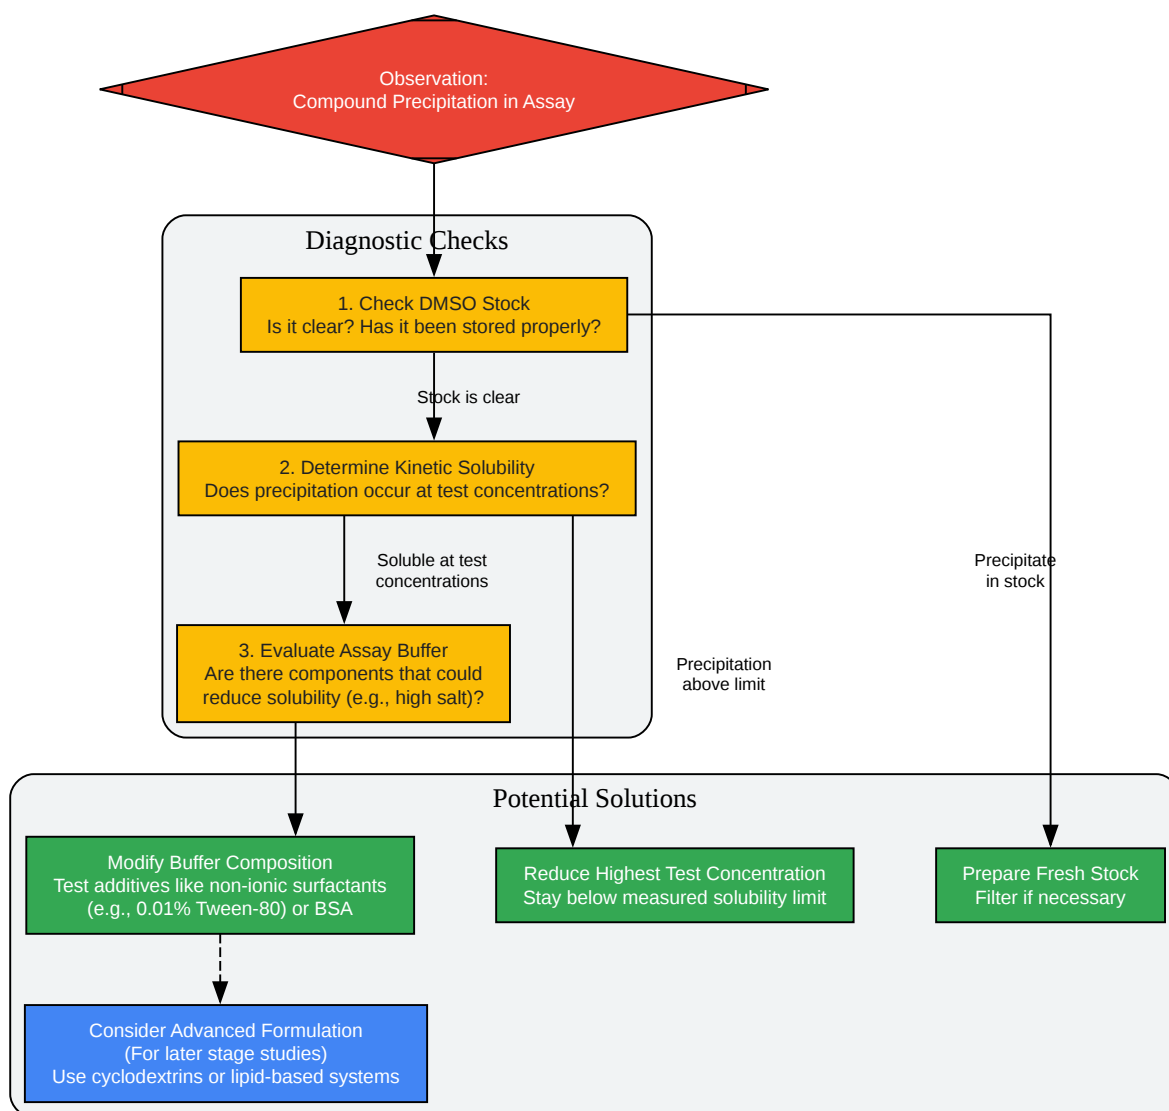 Observation:
Compound Precipitation in Assay
Diagnostic Checks
1. Check DMSO Stock
Is it clear? Has it been stored properly?
Stock is clear
2. Determine Kinetic Solubility
Does precipitation occur at test concentrations?
Soluble at test
concentrations
Precipitate
in stock
3. Evaluate Assay Buffer
Are there components that could
reduce solubility (e.g., high salt)?
Precipitation
above limit
Potential Solutions
Modify Buffer Composition
Test additives like non-ionic surfactants
(e.g., 0.01% Tween-80) or BSA
Reduce Highest Test Concentration
Stay below measured solubility limit
Prepare Fresh Stock
Filter if necessary
Consider Advanced Formulation
(For later stage studies)
Use cyclodextrins or lipid-based systems